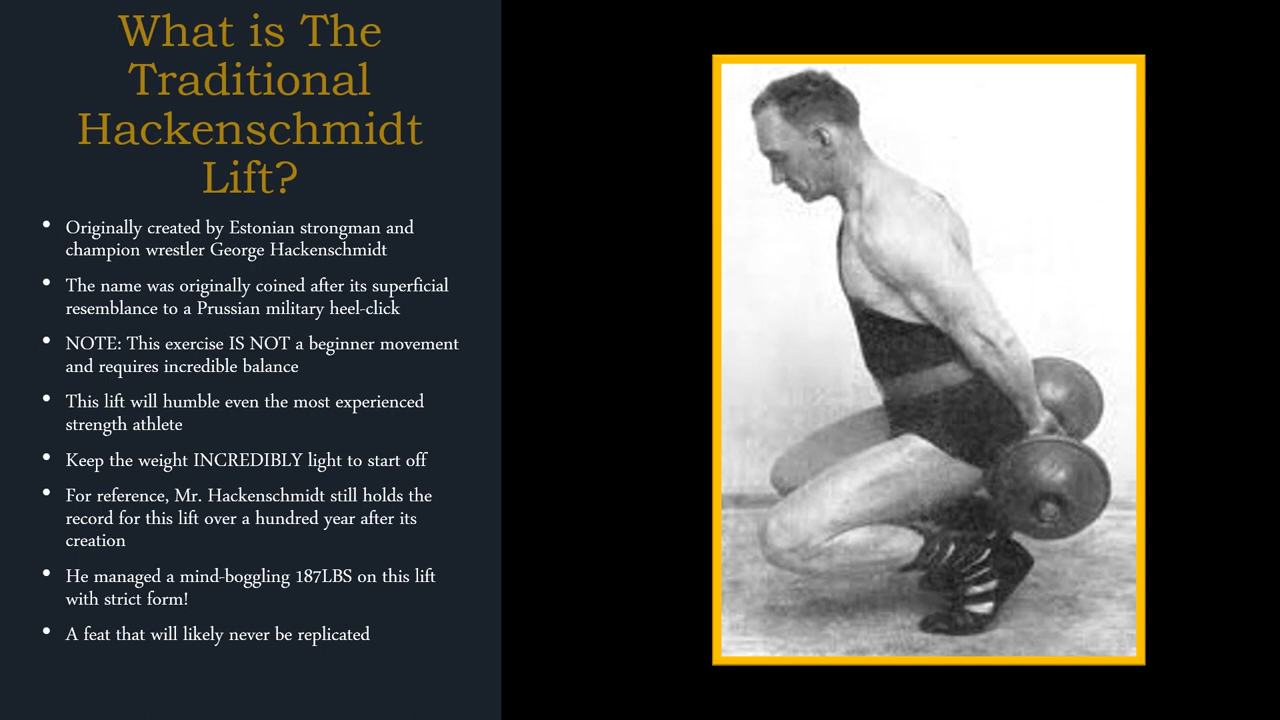 What is The
Traditional
Hackenschmidt
Lift?
• Originally created by Estonian strongman and
champion wrestler George Hackenschmidt
• The name was originally coined after its superficial
resemblance to a Prussian military heel-click
• NOTE: This exercise IS NOT a beginner movement
and requires incredible balance
• This lift will humble even the most experienced
strength athlete
• Keep the weight INCREDIBLY light to start off
• For reference, Mr. Hackenschmidt still holds the
record for this lift over a hundred year after its
creation
• He managed a mind-boggling 187LBS on this lift
with strict form!
• A feat that will likely never be replicated